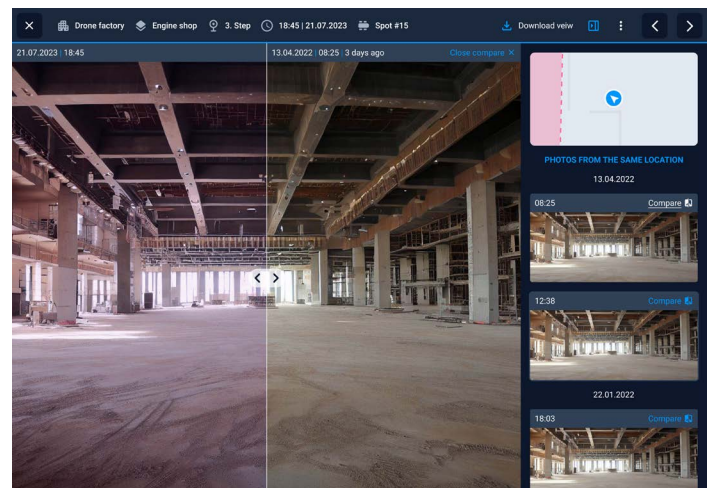 Drone factory
Engine shop
3. Step
18:45 | 21.07.2023
Spot #15
Download veiw
21.07.2023 | 18:45
13.04.2022 | 08:25 | 3 days ago
Close compare ×
PHOTOS FROM THE SAME LOCATION
13.04.2022
08:25
Compare
12:38
Compare
22.01.2022
18:03
Compare